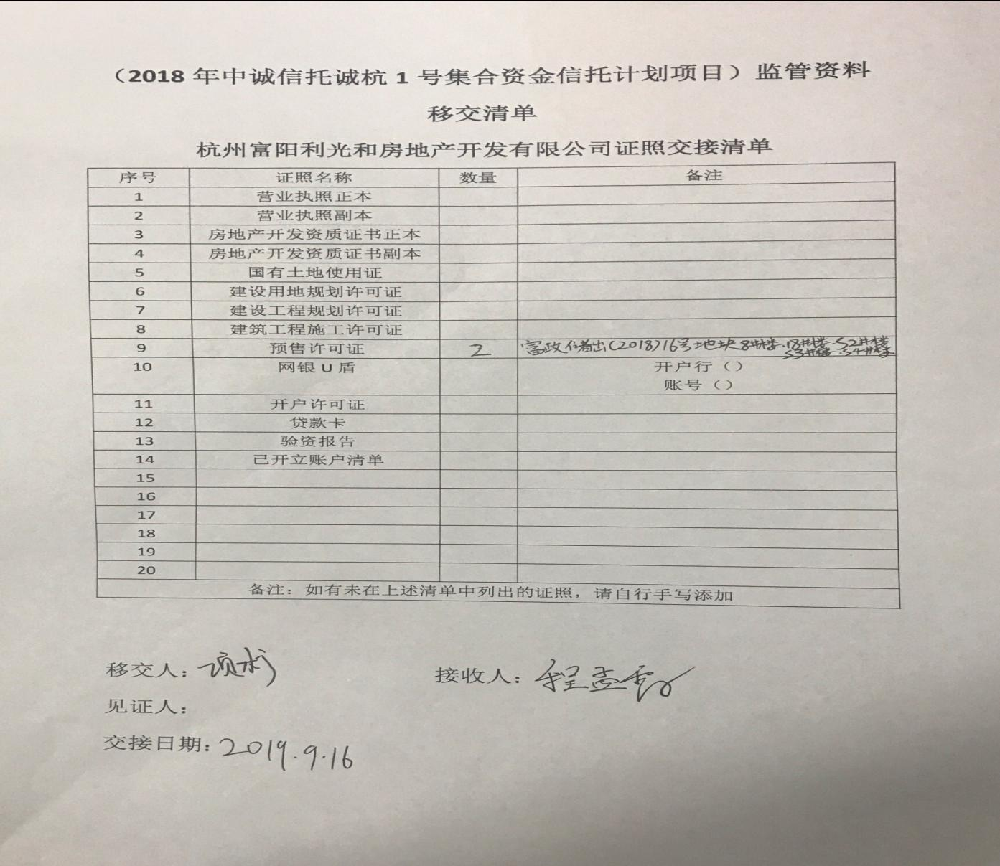 （2018 年中诚信托诚杭 1 号集合资金信托计划项目）监管资料
移交清单
杭州富阳利光和房地产开发有限公司证照交接清单
序号 证照名称 数量 备注
1 营业执照正本
2 营业执照副本
3 房地产开发资质证书正本
4 房地产开发资质证书副本
5 国有土地使用证
6 建设用地规划许可证
7 建设工程规划许可证
8 建筑工程施工许可证
9 预售许可证 2 富政储出(2018)16号地块8#楼.18#楼.S2#楼
S3#楼.S4#楼
10 网银 U 盾 开户行（）
账号（）
11 开户许可证
12 贷款卡
13 验资报告
14 已开立账户清单
15
16
17
18
19
20
备注：如有未在上述清单中列出的证照，请自行手写添加
移交人：项 接收人：程孟
见证人：
交接日期：2019.9.16